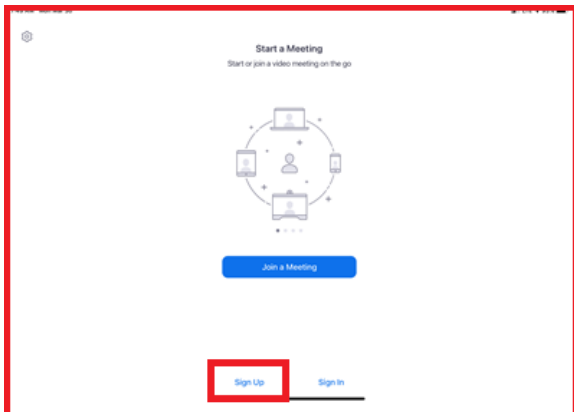 Start a Meeting
Start or join a video meeting on the go
Join a Meeting
Sign Up
Sign In